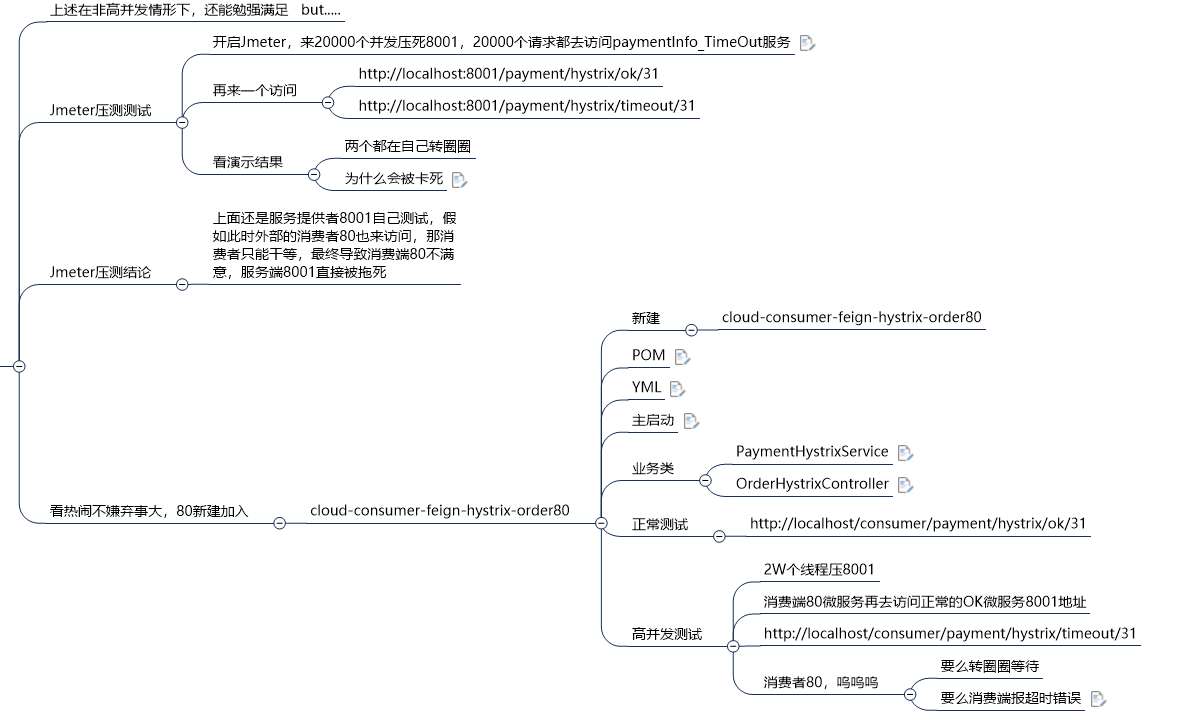 上述在非高并发情形下，还能勉强满足 but.....
Jmeter压测测试
开启Jmeter，来20000个并发压死8001，20000个请求都去访问paymentInfo_TimeOut服务
再来一个访问
http://localhost:8001/payment/hystrix/ok/31
http://localhost:8001/payment/hystrix/timeout/31
看演示结果
两个都在自己转圈圈
为什么会被卡死
Jmeter压测结论
上面还是服务提供者8001自己测试，假
如此时外部的消费者80也来访问，那消
费者只能干等，最终导致消费端80不满
意，服务端8001直接被拖死
看热闹不嫌弃事大，80新建加入
cloud-consumer-feign-hystrix-order80
新建
cloud-consumer-feign-hystrix-order80
POM
YML
主启动
业务类
PaymentHystrixService
OrderHystrixController
正常测试
http://localhost/consumer/payment/hystrix/ok/31
高并发测试
2W个线程压8001
消费端80微服务再去访问正常的OK微服务8001地址
http://localhost/consumer/payment/hystrix/timeout/31
消费者80，呜呜呜
要么转圈圈等待
要么消费端报超时错误